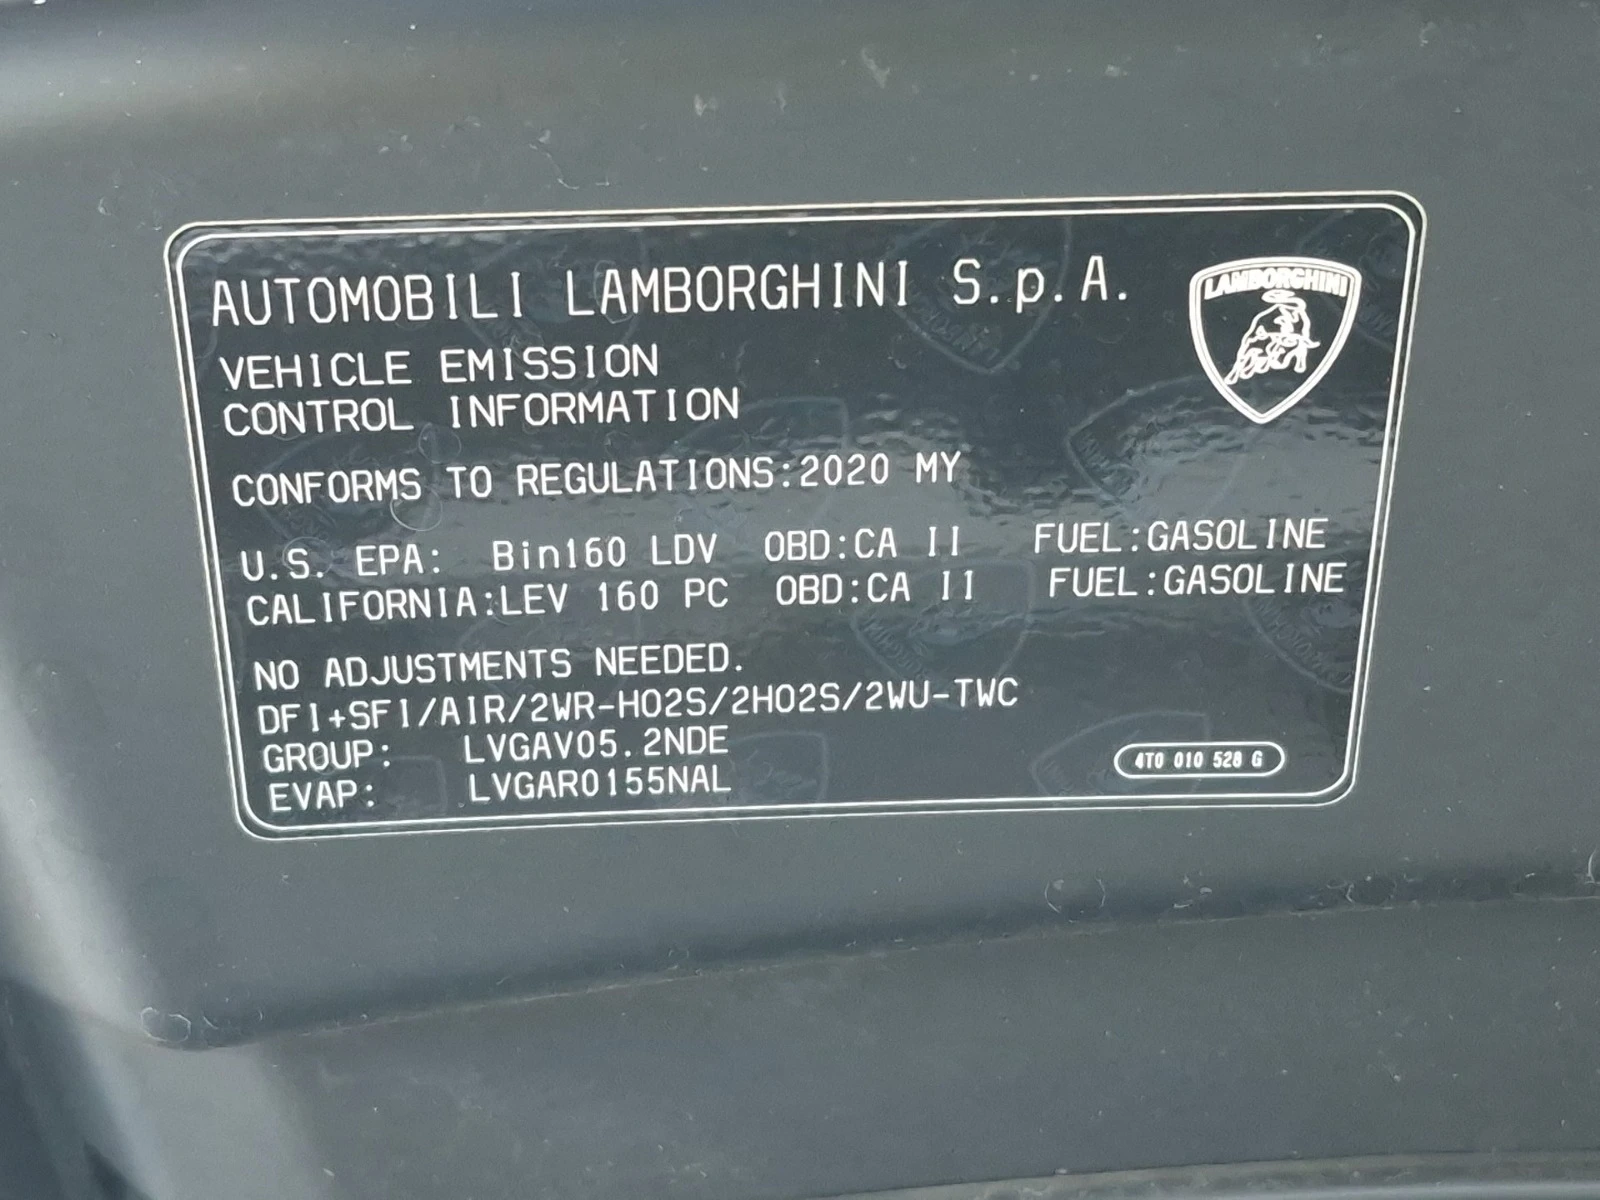 AUTOMOBILI LAMBORGHINI S.p.A.
LAMBORGHINI
VEHICLE EMISSION
CONTROL INFORMATION
CONFORMS TO REGULATIONS:2020 MY
U.S. EPA: Bin160 LDV OBD:CA II FUEL:GASOLINE
CALIFORNIA:LEV 160 PC OBD:CA II FUEL:GASOLINE
NO ADJUSTMENTS NEEDED.
DFI+SFI/AIR/2WR-HO2S/2HO2S/2WU-TWC
GROUP: LVGAV05.2NDE
EVAP: LVGAR0155NAL
4T0 010 528 G